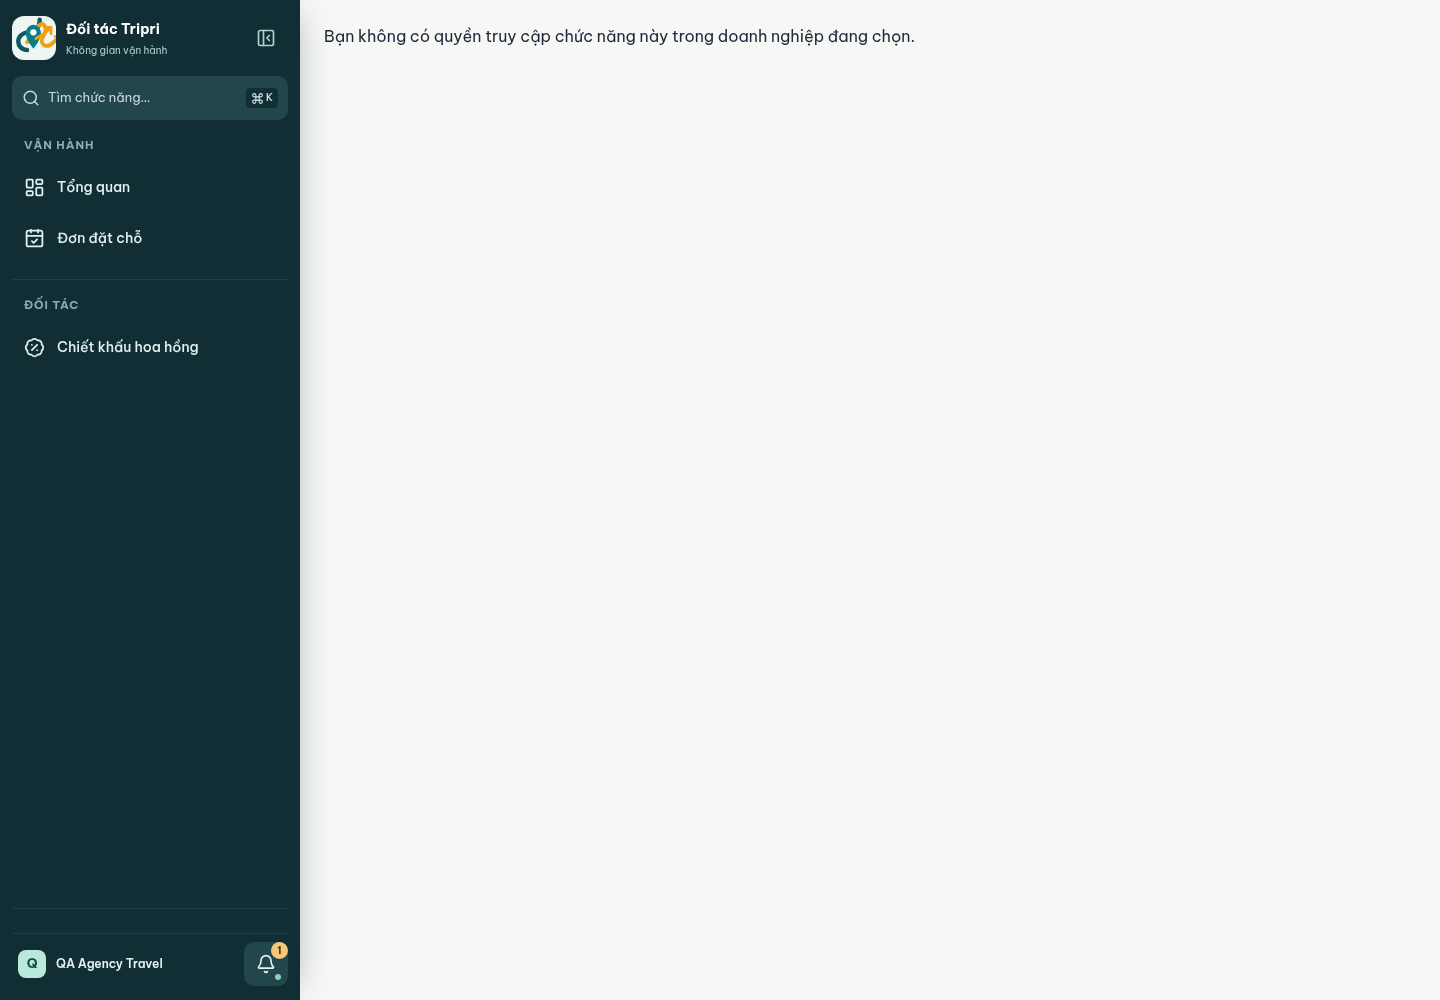 Đối tác Tripri
Không gian vận hành
Tìm chức năng...
⌘K
VẬN HÀNH
Tổng quan
Đơn đặt chỗ
ĐỐI TÁC
Chiết khấu hoa hồng
Q
QA Agency Travel
1
Bạn không có quyền truy cập chức năng này trong doanh nghiệp đang chọn.